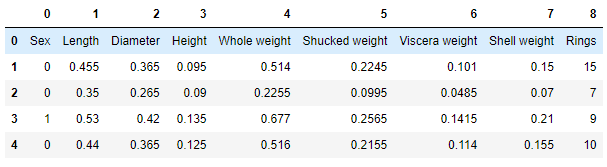 0 1 2 3 4 5 6 7 8
0 Sex Length Diameter Height Whole weight Shucked weight Viscera weight Shell weight Rings
1 0 0.455 0.365 0.095 0.514 0.2245 0.101 0.15 15
2 0 0.35 0.265 0.09 0.2255 0.0995 0.0485 0.07 7
3 1 0.53 0.42 0.135 0.677 0.2565 0.1415 0.21 9
4 0 0.44 0.365 0.125 0.516 0.2155 0.114 0.155 10